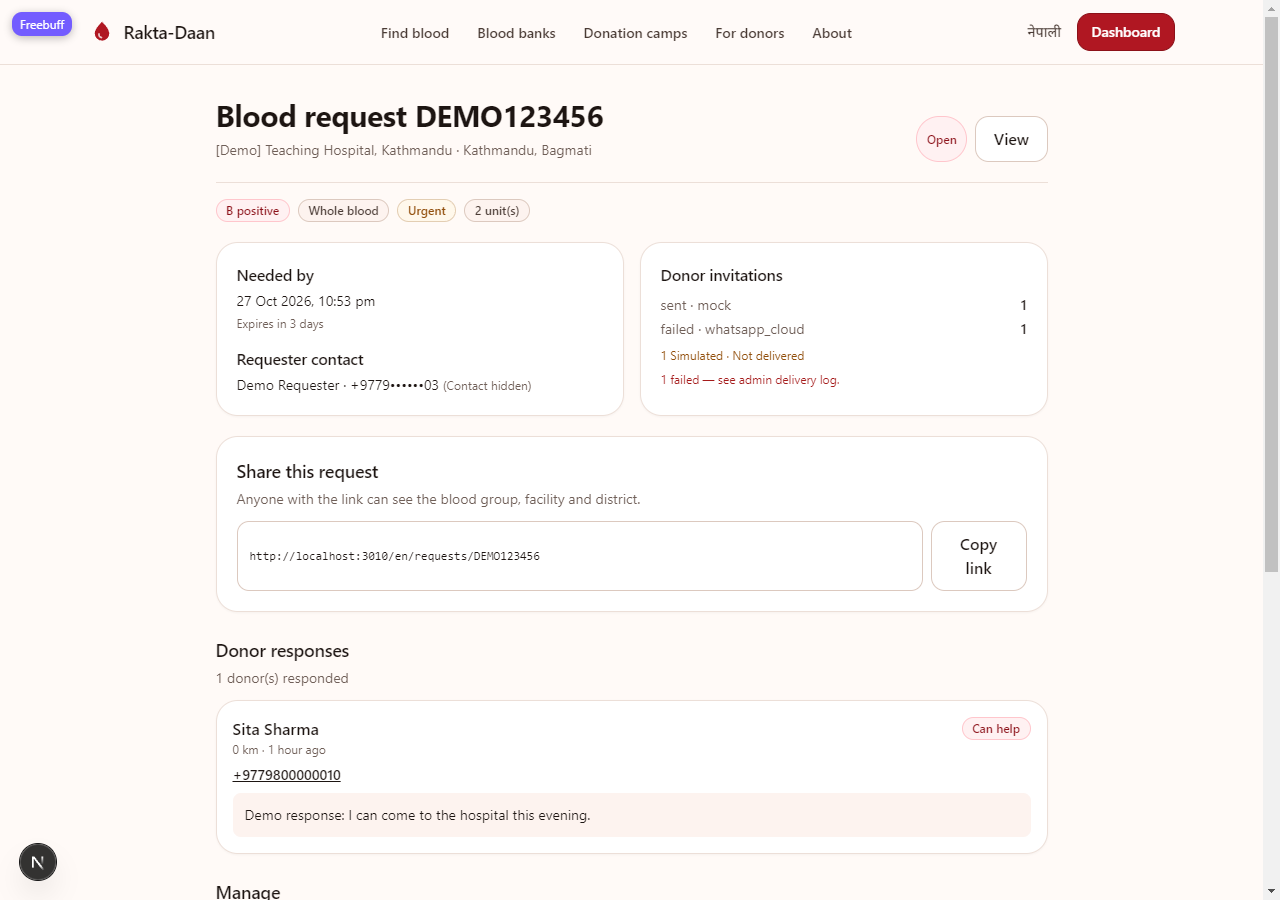 Freebuff
Rakta-Daan
Find blood
Blood banks
Donation camps
For donors
About
नेपाली
Dashboard
Blood request DEMO123456
[Demo] Teaching Hospital, Kathmandu · Kathmandu, Bagmati
Open
View
B positive
Whole blood
Urgent
2 unit(s)
Needed by
27 Oct 2026, 10:53 pm
Expires in 3 days
Requester contact
Demo Requester · +9779••••••03 (Contact hidden)
Donor invitations
sent · mock 1
failed · whatsapp_cloud 1
1 Simulated · Not delivered
1 failed — see admin delivery log.
Share this request
Anyone with the link can see the blood group, facility and district.
http://localhost:3010/en/requests/DEMO123456
Copy
link
Donor responses
1 donor(s) responded
Sita Sharma
Can help
0 km · 1 hour ago
+9779800000010
Demo response: I can come to the hospital this evening.
N
Manage